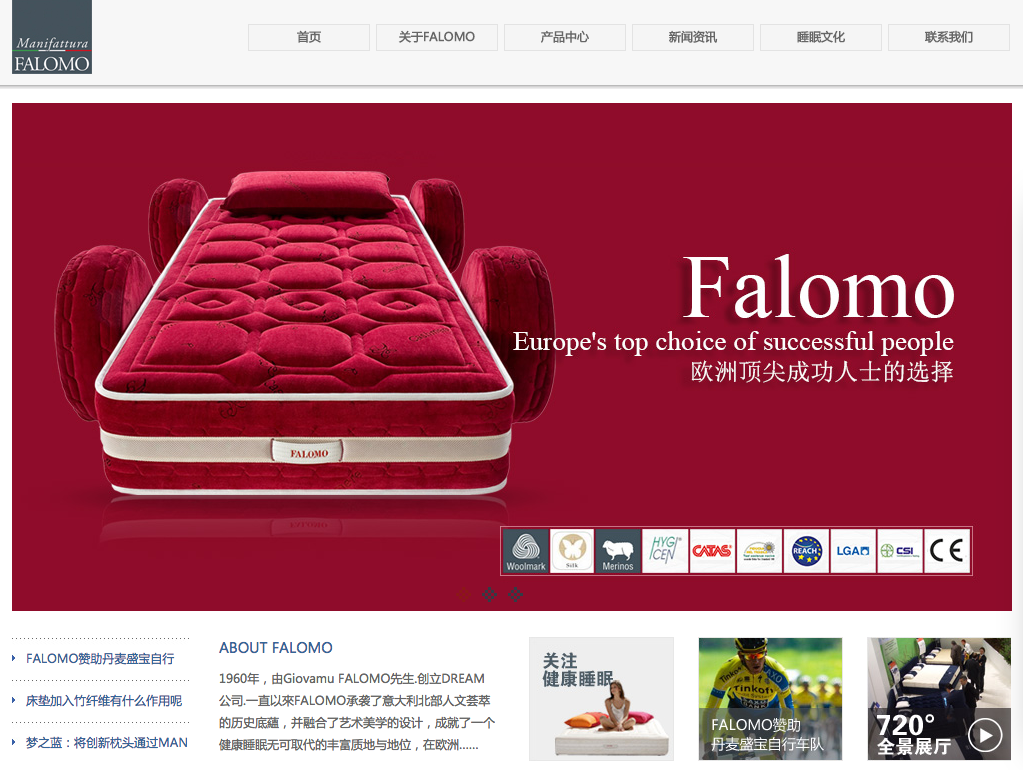 Manifattura
FALOMO
首页
关于FALOMO
产品中心
新闻资讯
睡眠文化
联系我们
Falomo
Europe's top choice of successful people
欧洲顶尖成功人士的选择
FALOMO
Woolmark
Silk
Merinos
HYGICEN
CATAS
REACH
LGA
CSI
CE
FALOMO赞助丹麦盛宝自行
床垫加入竹纤维有什么作用呢
梦之蓝：将创新枕头通过MAN
ABOUT FALOMO
1960年，由Giovamu FALOMO先生.创立DREAM
公司.一直以來FALOMO承袭了意大利北部人文荟萃
的历史底蕴，并融合了艺术美学的设计，成就了一个
健康睡眠无可取代的丰富质地与地位，在欧洲......
关注
健康睡眠
Tinkoff
FALOMO赞助
丹麦盛宝自行车队
720°
全景展厅